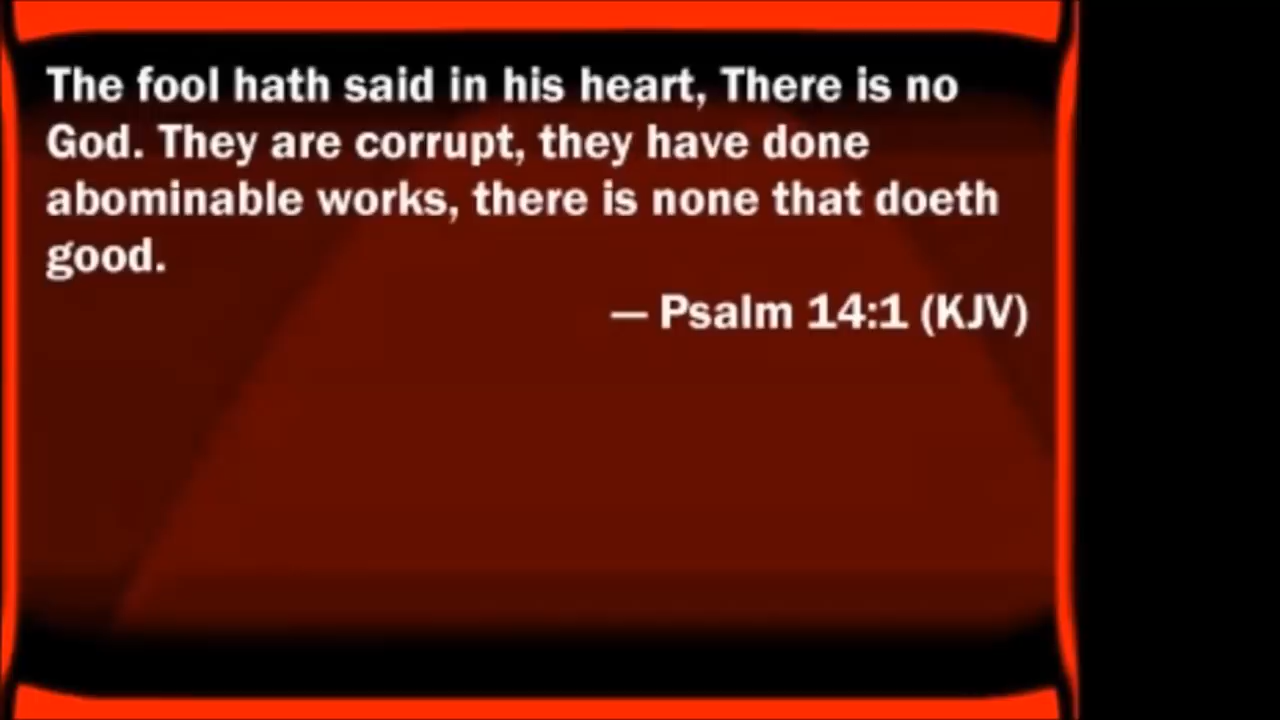 The fool hath said in his heart, There is no
God. They are corrupt, they have done
abominable works, there is none that doeth
good.
— Psalm 14:1 (KJV)